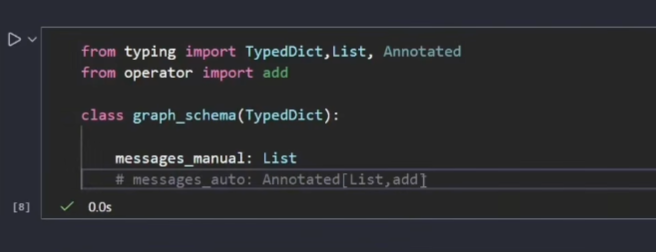 from typing import TypedDict,List, Annotated
from operator import add
class graph_schema(TypedDict):
messages_manual: List
# messages_auto: Annotated[List,add]
[8]
0.0s